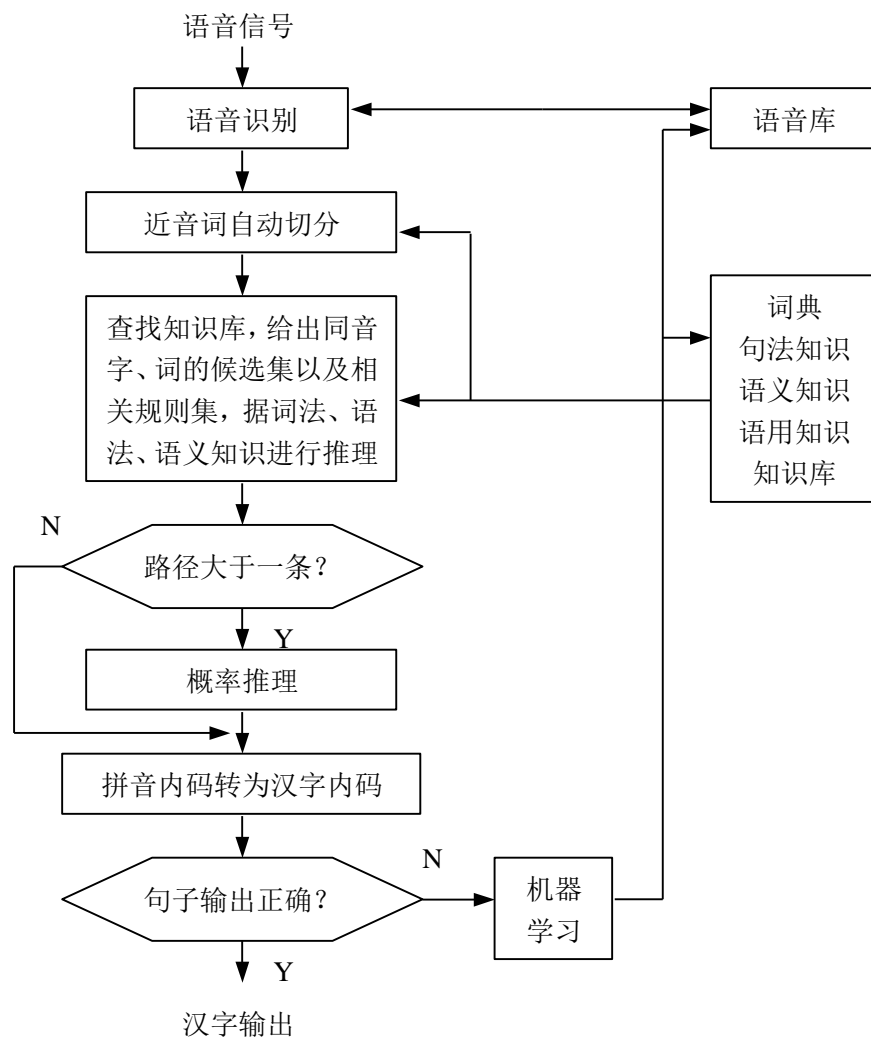 语音信号
语音识别
语音库
近音词自动切分
查找知识库，给出同音
字、词的候选集以及相
关规则集，据词法、语
法、语义知识进行推理
词典
句法知识
语义知识
语用知识
知识库
N
路径大于一条？
Y
概率推理
拼音内码转为汉字内码
N
句子输出正确？
机器
学习
Y
汉字输出